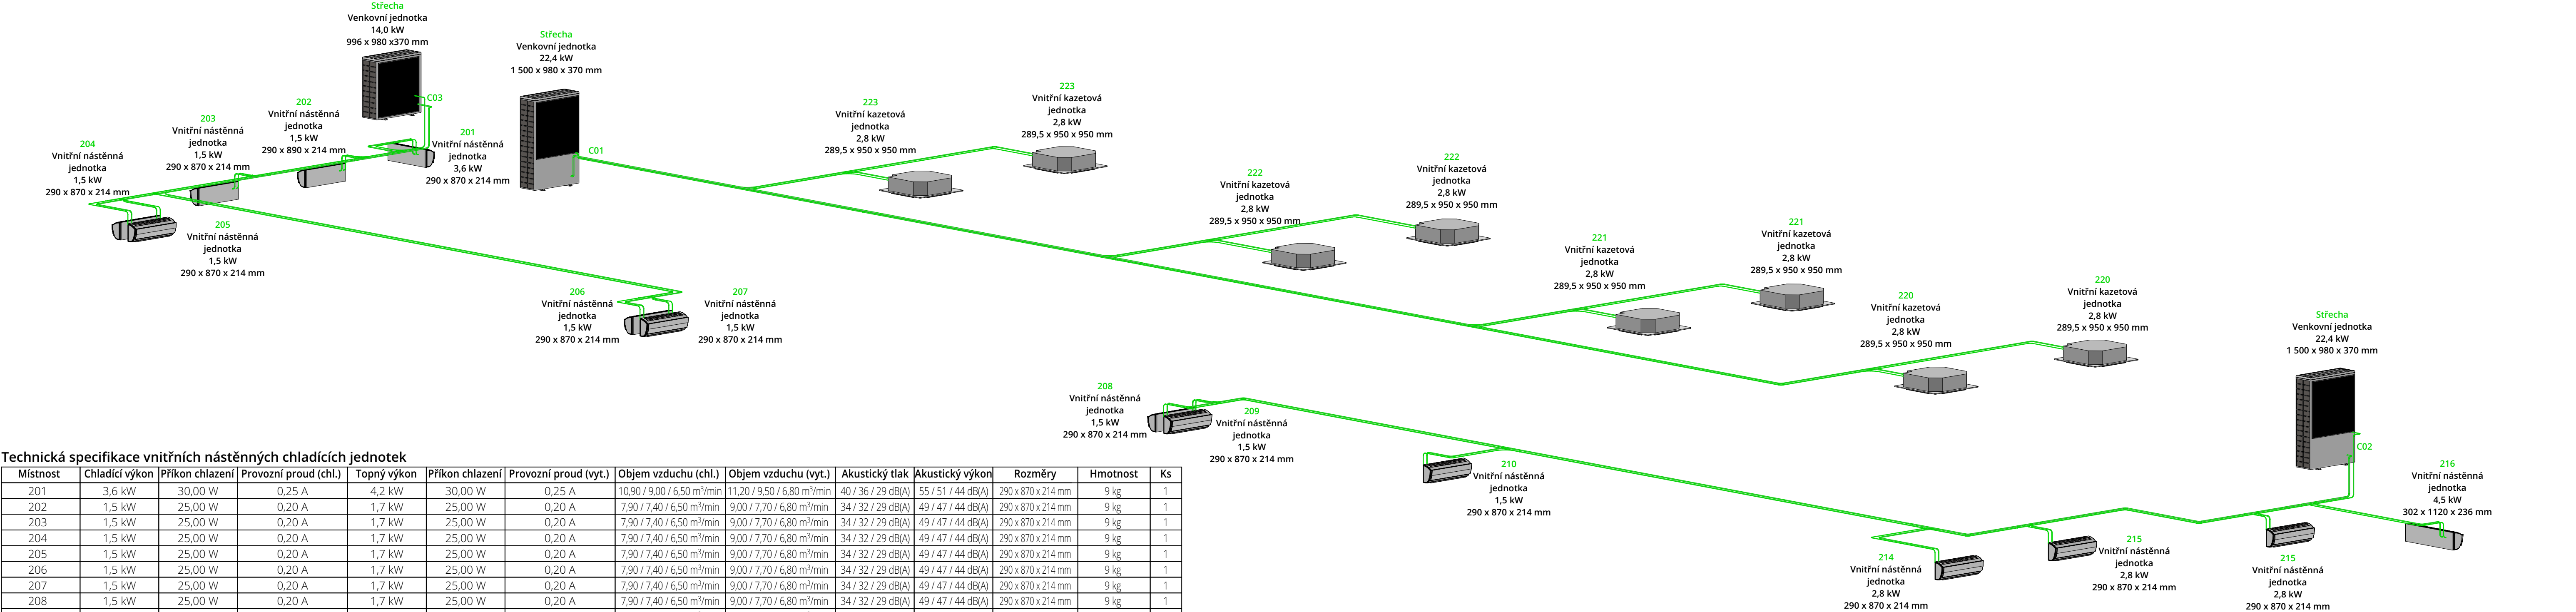 Střecha
Venkovní jednotka
14,0 kW
996 x 980 x370 mm
C03
Střecha
Venkovní jednotka
22,4 kW
1 500 x 980 x 370 mm
C01
204
Vnitřní nástěnná
jednotka
1,5 kW
290 x 870 x 214 mm
203
Vnitřní nástěnná
jednotka
1,5 kW
290 x 870 x 214 mm
202
Vnitřní nástěnná
jednotka
1,5 kW
290 x 890 x 214 mm
201
Vnitřní nástěnná
jednotka
3,6 kW
290 x 870 x 214 mm
205
Vnitřní nástěnná
jednotka
1,5 kW
290 x 870 x 214 mm
206
Vnitřní nástěnná
jednotka
1,5 kW
290 x 870 x 214 mm
207
Vnitřní nástěnná
jednotka
1,5 kW
290 x 870 x 214 mm
223
Vnitřní kazetová
jednotka
2,8 kW
289,5 x 950 x 950 mm
223
Vnitřní kazetová
jednotka
2,8 kW
289,5 x 950 x 950 mm
222
Vnitřní kazetová
jednotka
2,8 kW
289,5 x 950 x 950 mm
222
Vnitřní kazetová
jednotka
2,8 kW
289,5 x 950 x 950 mm
221
Vnitřní kazetová
jednotka
2,8 kW
289,5 x 950 x 950 mm
221
Vnitřní kazetová
jednotka
2,8 kW
289,5 x 950 x 950 mm
220
Vnitřní kazetová
jednotka
2,8 kW
289,5 x 950 x 950 mm
220
Vnitřní kazetová
jednotka
2,8 kW
289,5 x 950 x 950 mm
Střecha
Venkovní jednotka
22,4 kW
1 500 x 980 x 370 mm
C02
208
Vnitřní nástěnná
jednotka
1,5 kW
290 x 870 x 214 mm
209
Vnitřní nástěnná
jednotka
1,5 kW
290 x 870 x 214 mm
210
Vnitřní nástěnná
jednotka
1,5 kW
290 x 870 x 214 mm
214
Vnitřní nástěnná
jednotka
2,8 kW
290 x 870 x 214 mm
215
Vnitřní nástěnná
jednotka
2,8 kW
290 x 870 x 214 mm
215
Vnitřní nástěnná
jednotka
2,8 kW
290 x 870 x 214 mm
216
Vnitřní nástěnná
jednotka
4,5 kW
302 x 1120 x 236 mm
Technická specifikace vnitřních nástěnných chladících jednotek
Místnost Chladící výkon Příkon chlazení Provozní proud (chl.) Topný výkon Příkon chlazení Provozní proud (vyt.) Objem vzduchu (chl.) Objem vzduchu (vyt.) Akustický tlak Akustický výkon Rozměry Hmotnost Ks
201 3,6 kW 30,00 W 0,25 A 4,2 kW 30,00 W 0,25 A 10,90 / 9,00 / 6,50 m³/min 11,20 / 9,50 / 6,80 m³/min 40 / 36 / 29 dB(A) 55 / 51 / 44 dB(A) 290 x 870 x 214 mm 9 kg 1
202 1,5 kW 25,00 W 0,20 A 1,7 kW 25,00 W 0,20 A 7,90 / 7,40 / 6,50 m³/min 9,00 / 7,70 / 6,80 m³/min 34 / 32 / 29 dB(A) 49 / 47 / 44 dB(A) 290 x 870 x 214 mm 9 kg 1
203 1,5 kW 25,00 W 0,20 A 1,7 kW 25,00 W 0,20 A 7,90 / 7,40 / 6,50 m³/min 9,00 / 7,70 / 6,80 m³/min 34 / 32 / 29 dB(A) 49 / 47 / 44 dB(A) 290 x 870 x 214 mm 9 kg 1
204 1,5 kW 25,00 W 0,20 A 1,7 kW 25,00 W 0,20 A 7,90 / 7,40 / 6,50 m³/min 9,00 / 7,70 / 6,80 m³/min 34 / 32 / 29 dB(A) 49 / 47 / 44 dB(A) 290 x 870 x 214 mm 9 kg 1
205 1,5 kW 25,00 W 0,20 A 1,7 kW 25,00 W 0,20 A 7,90 / 7,40 / 6,50 m³/min 9,00 / 7,70 / 6,80 m³/min 34 / 32 / 29 dB(A) 49 / 47 / 44 dB(A) 290 x 870 x 214 mm 9 kg 1
206 1,5 kW 25,00 W 0,20 A 1,7 kW 25,00 W 0,20 A 7,90 / 7,40 / 6,50 m³/min 9,00 / 7,70 / 6,80 m³/min 34 / 32 / 29 dB(A) 49 / 47 / 44 dB(A) 290 x 870 x 214 mm 9 kg 1
207 1,5 kW 25,00 W 0,20 A 1,7 kW 25,00 W 0,20 A 7,90 / 7,40 / 6,50 m³/min 9,00 / 7,70 / 6,80 m³/min 34 / 32 / 29 dB(A) 49 / 47 / 44 dB(A) 290 x 870 x 214 mm 9 kg 1
208 1,5 kW 25,00 W 0,20 A 1,7 kW 25,00 W 0,20 A 7,90 / 7,40 / 6,50 m³/min 9,00 / 7,70 / 6,80 m³/min 34 / 32 / 29 dB(A) 49 / 47 / 44 dB(A) 290 x 870 x 214 mm 9 kg 1